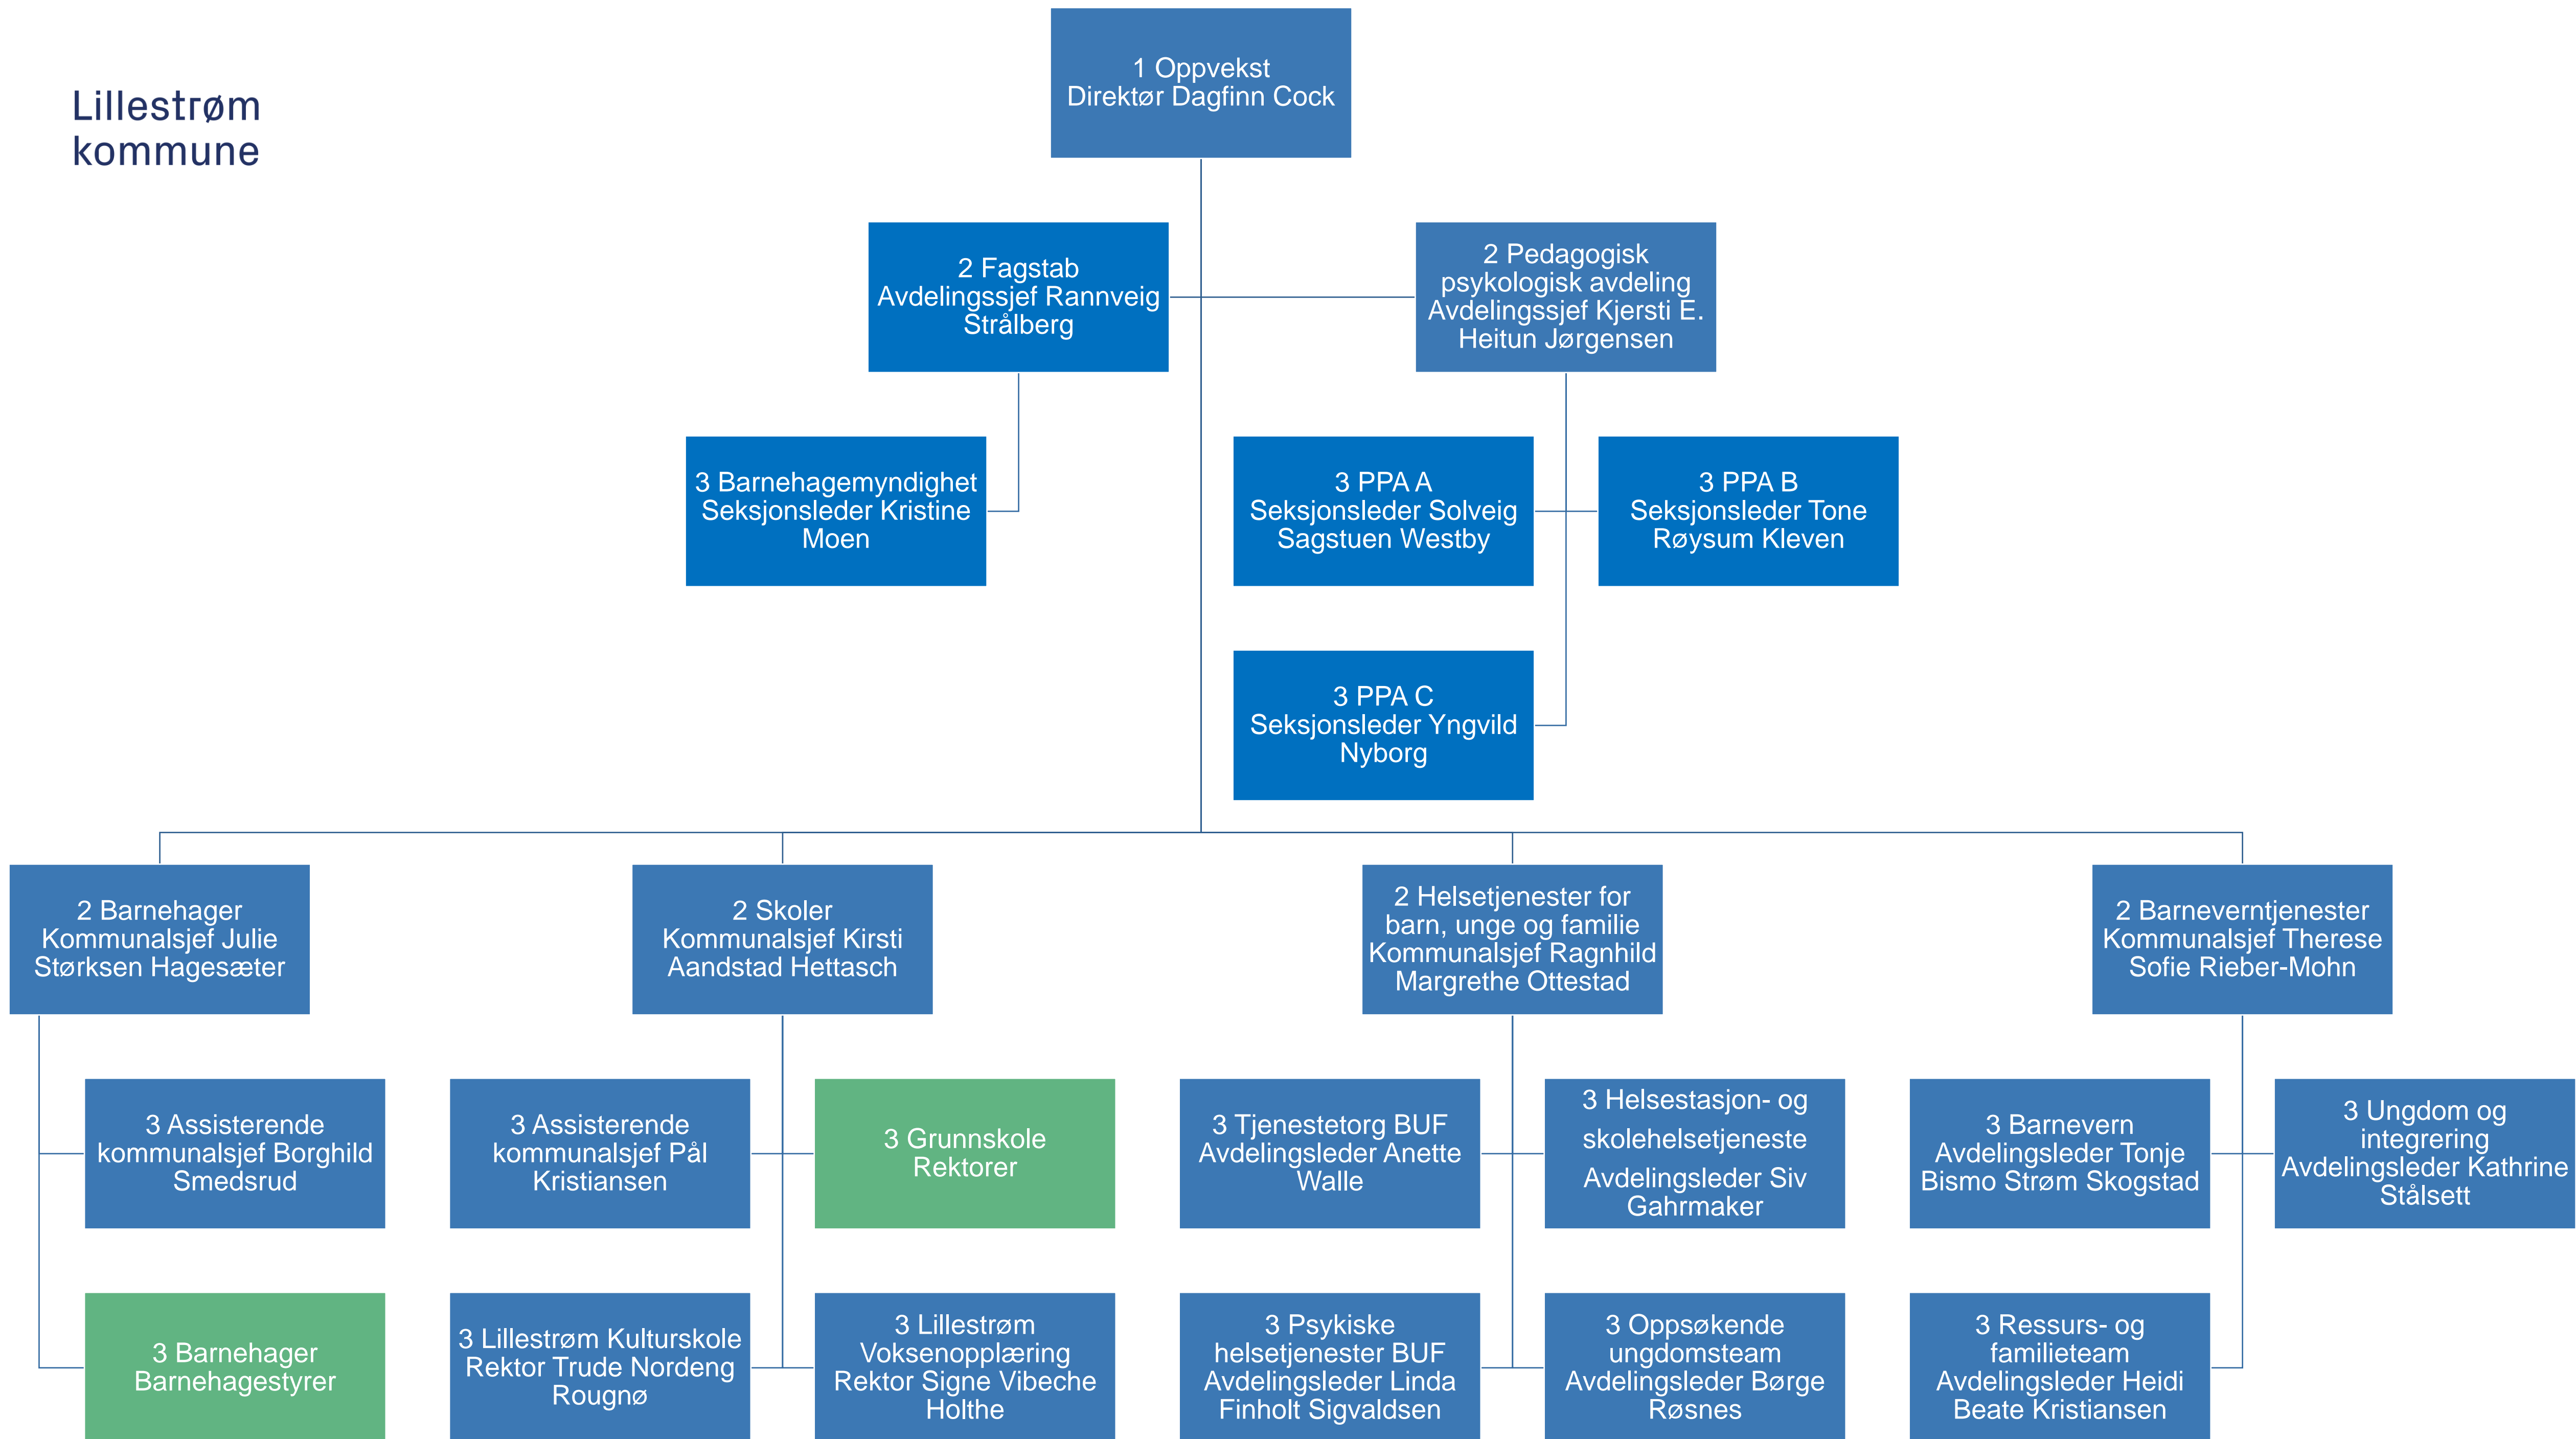 Lillestrøm
kommune
1 Oppvekst
Direktør Dagfinn Cock
2 Fagstab
Avdelingssjef Rannveig
Strålberg
2 Pedagogisk
psykologisk avdeling
Avdelingssjef Kjersti E.
Heitun Jørgensen
3 Barnehagemyndighet
Seksjonsleder Kristine
Moen
3 PPA A
Seksjonsleder Solveig
Sagstuen Westby
3 PPA B
Seksjonsleder Tone
Røysum Kleven
3 PPA C
Seksjonsleder Yngvild
Nyborg
2 Barnehager
Kommunalsjef Julie
Størksen Hagesæter
2 Skoler
Kommunalsjef Kirsti
Aandstad Hettasch
2 Helsetjenester for
barn, unge og familie
Kommunalsjef Ragnhild
Margrethe Ottestad
2 Barneverntjenester
Kommunalsjef Therese
Sofie Rieber-Mohn
3 Assisterende
kommunalsjef Borghild
Smedsrud
3 Assisterende
kommunalsjef Pål
Kristiansen
3 Grunnskole
Rektorer
3 Tjenestetorg BUF
Avdelingsleder Anette
Walle
3 Helsestasjon- og
skolehelsetjeneste
Avdelingsleder Siv
Gahrmaker
3 Barnevern
Avdelingsleder Tonje
Bismo Strøm Skogstad
3 Ungdom og
integrering
Avdelingsleder Kathrine
Stålsett
3 Barnehager
Barnehagestyrer
3 Lillestrøm Kulturskole
Rektor Trude Nordeng
Rougnø
3 Lillestrøm
Voksenopplæring
Rektor Signe Vibeche
Holthe
3 Psykiske
helsetjenester BUF
Avdelingsleder Linda
Finholt Sigvaldsen
3 Oppsøkende
ungdomsteam
Avdelingsleder Børge
Røsnes
3 Ressurs- og
familieteam
Avdelingsleder Heidi
Beate Kristiansen